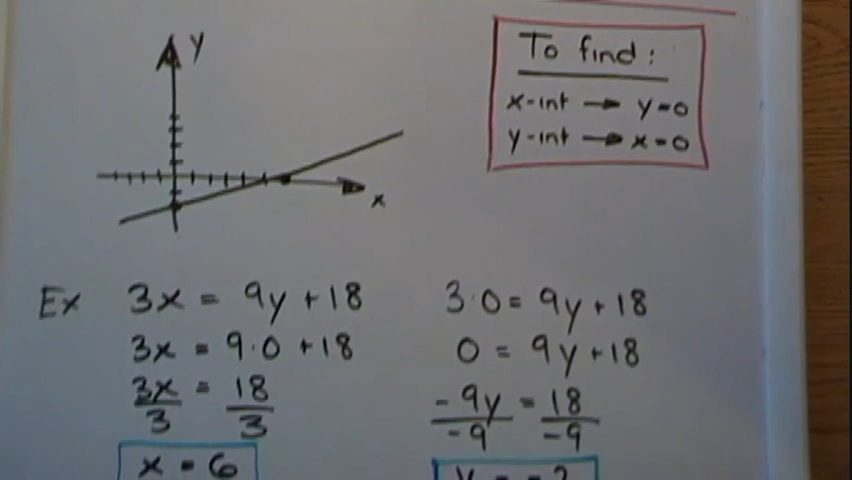 y
x
To find:
x-int → y=0
y-int → x=0
Ex 3x = 9y + 18
3x = 9·0 + 18
3x/3 = 18/3
x = 6
3·0 = 9y + 18
0 = 9y + 18
-9y/-9 = 18/-9
y = -2